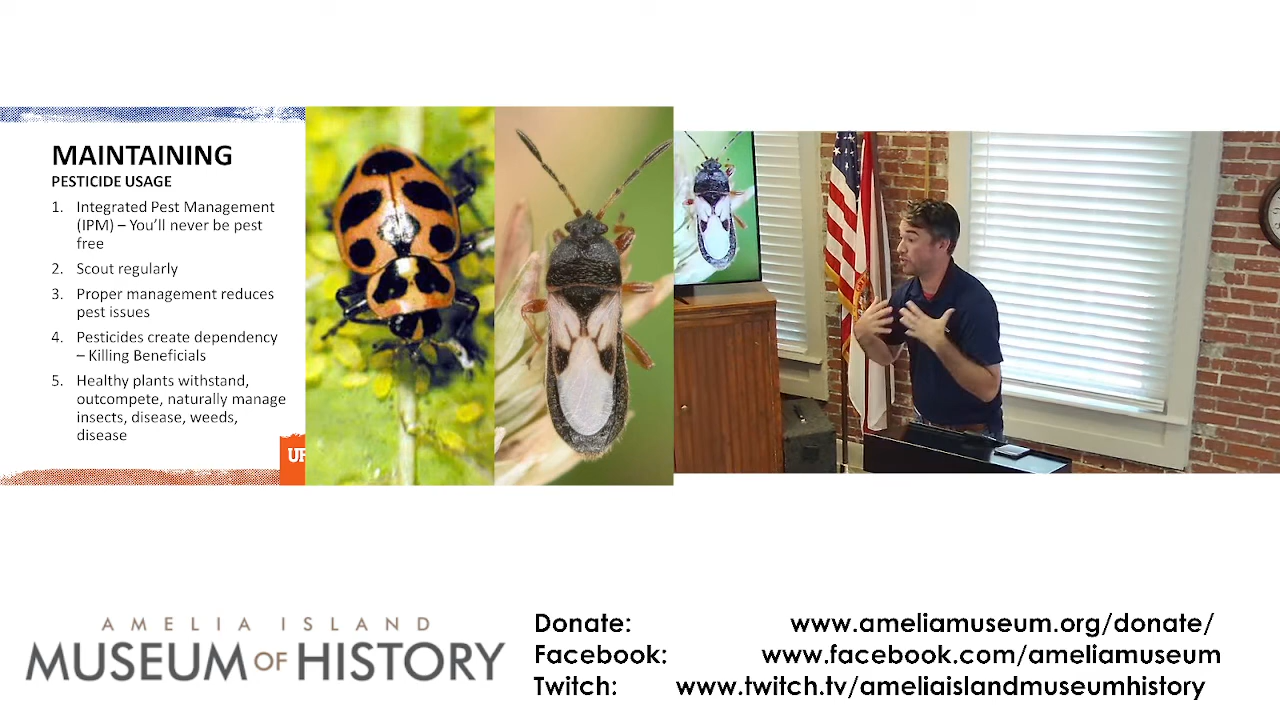 MAINTAINING
PESTICIDE USAGE
1. Integrated Pest Management
(IPM) – You'll never be pest
free
2. Scout regularly
3. Proper management reduces
pest issues
4. Pesticides create dependency
– Killing Beneficials
5. Healthy plants withstand,
outcompete, naturally manage
insects, disease, weeds,
disease
UF
AMELIA ISLAND
MUSEUM OF HISTORY
Donate: www.ameliamuseum.org/donate/
Facebook: www.facebook.com/ameliamuseum
Twitch: www.twitch.tv/ameliaislandmuseumhistory